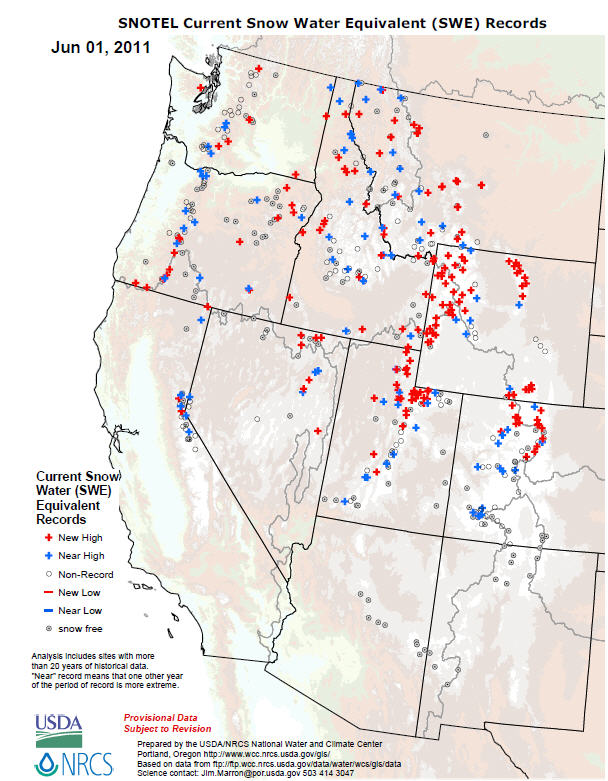 SNOTEL Current Snow Water Equivalent (SWE) Records
Jun 01, 2011
Current Snow
Water (SWE)
Equivalent
Records
New High
Near High
Non-Record
New Low
Near Low
snow free
Analysis includes sites with more
than 20 years of historical data.
"Near" record means that one other year
of the period of record is more extreme.
USDA
NRCS
Provisional Data
Subject to Revision
Prepared by the USDA/NRCS National Water and Climate Center
Portland, Oregon http://www.wcc.nrcs.usda.gov/gis/
Based on data from ftp://ftp.wcc.nrcs.usda.gov/data/water/wcs/gis/data
Science contact: Jim.Marron@por.usda.gov 503 414 3047